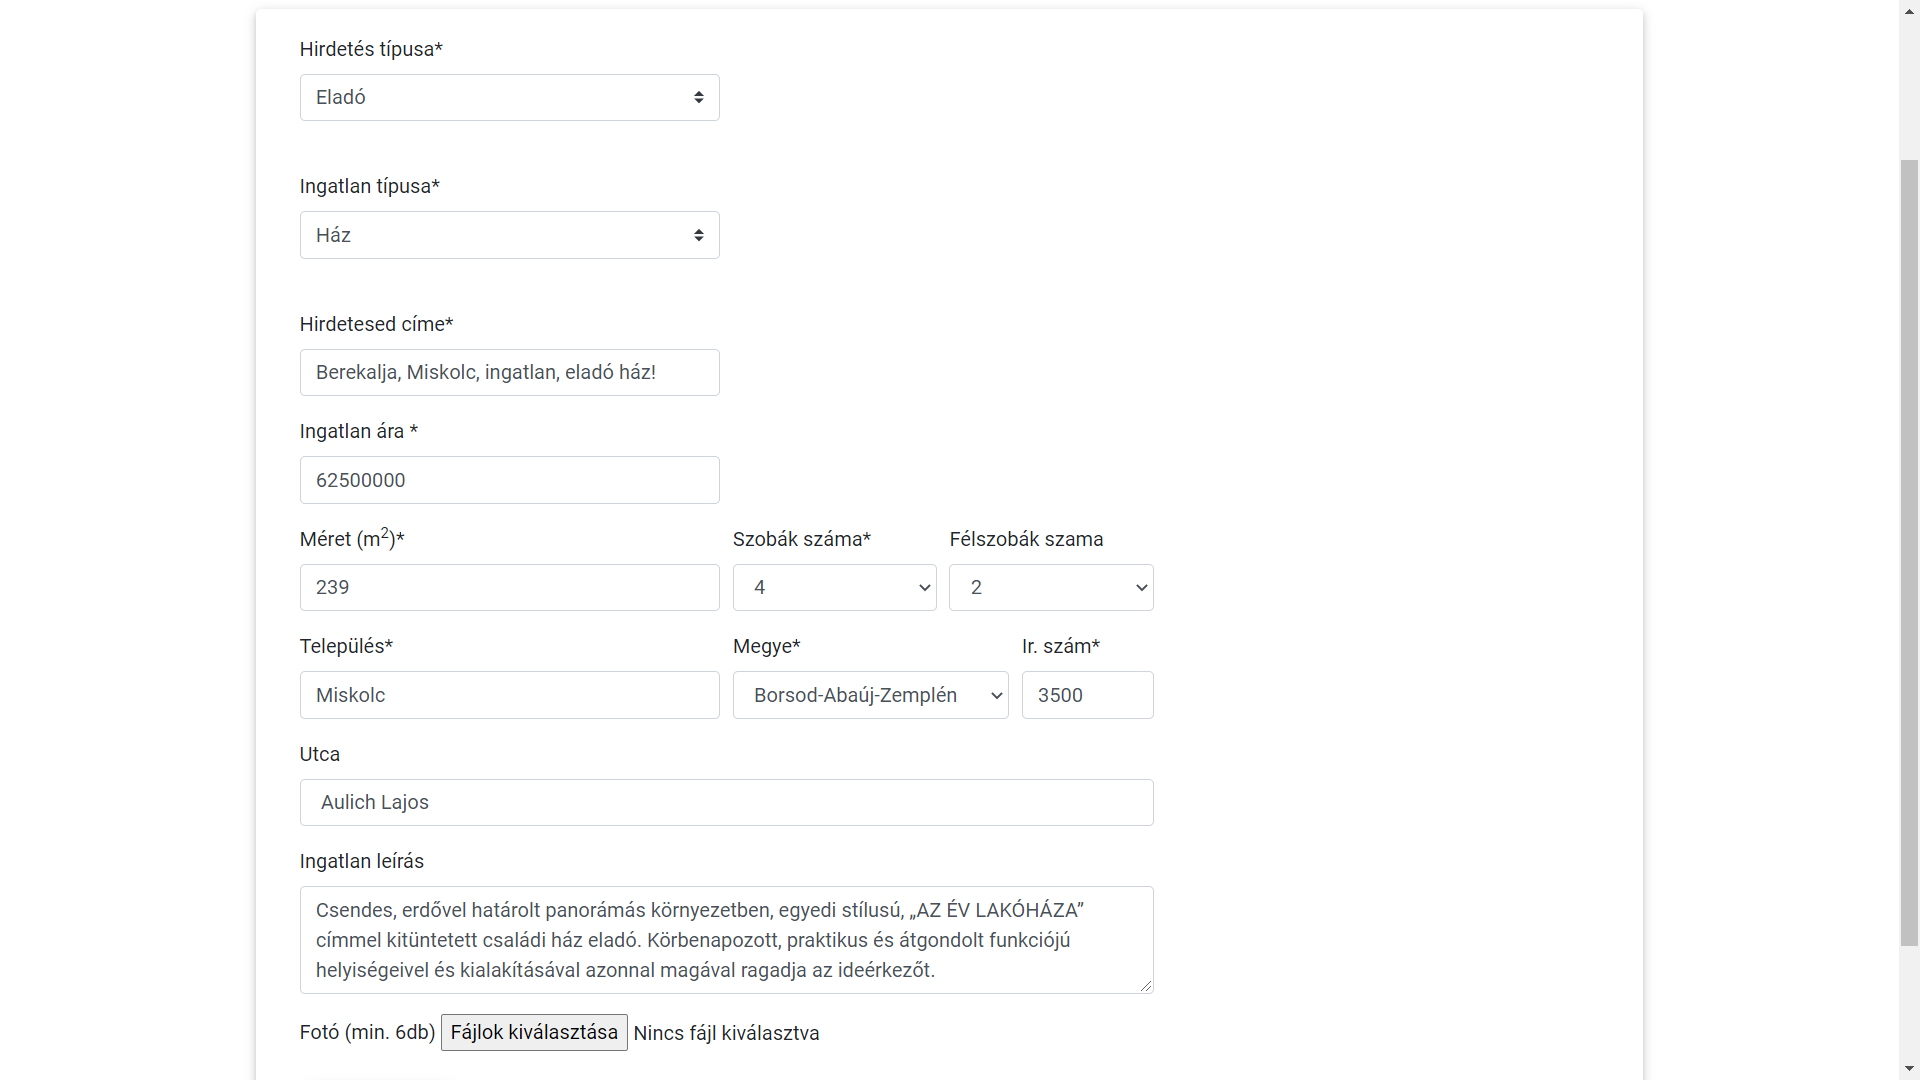 Hirdetés típusa*
Eladó
Ingatlan típusa*
Ház
Hirdetesed címe*
Berekalja, Miskolc, ingatlan, eladó ház!
Ingatlan ára *
62500000
Méret (m²)* Szobák száma* Félszobák szama
239 4 2
Település* Megye* Ir. szám*
Miskolc Borsod-Abaúj-Zemplén 3500
Utca
Aulich Lajos
Ingatlan leírás
Csendes, erdővel határolt panorámás környezetben, egyedi stílusú, „AZ ÉV LAKÓHÁZA”
címmel kitüntetett családi ház eladó. Körbenapozott, praktikus és átgondolt funkciójú
helyiségeivel és kialakításával azonnal magával ragadja az ideérkezőt.
Fotó (min. 6db) Fájlok kiválasztása Nincs fájl kiválasztva